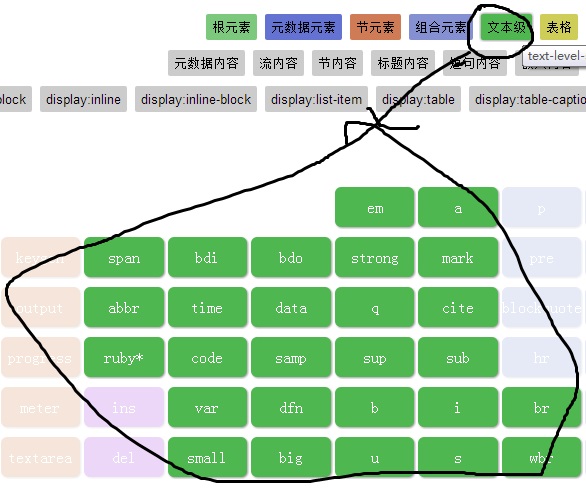 根元素 元数据元素 节元素 组合元素 文本级 表格
text-level-
元数据内容 流内容 节内容 标题内容 短句内容
lock display:inline display:inline-block display:list-item display:table display:table-captio
em a p
span bdi bdo strong mark pre
output abbr time data q cite blockquote
progress ruby* code samp sup sub hr
meter ins var dfn b i br
textarea del small big u s wbr